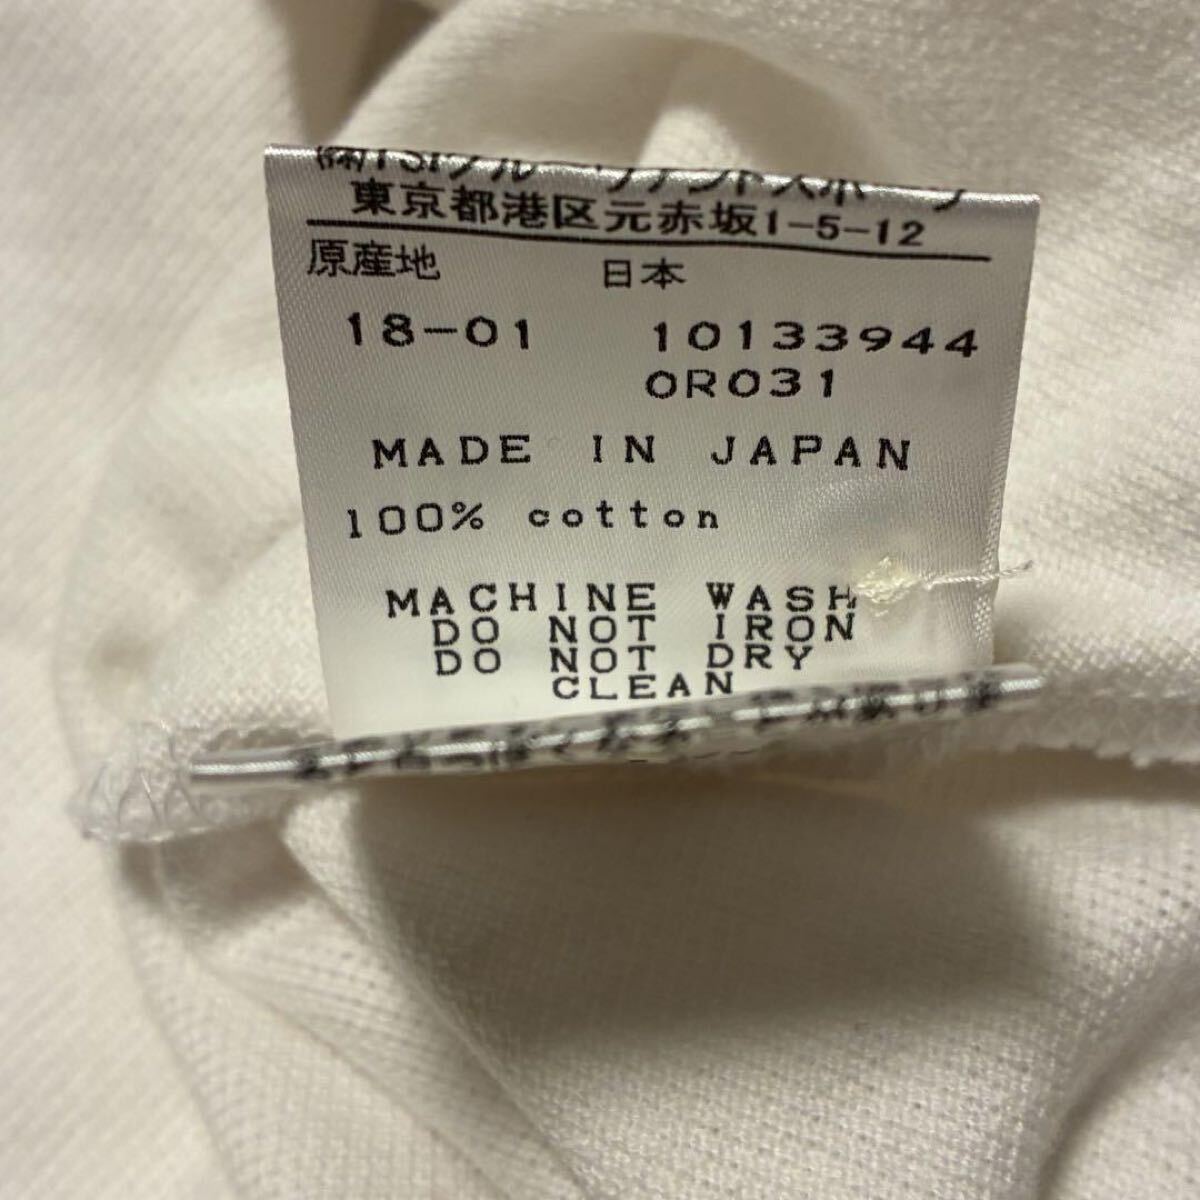 東京都港区元赤坂1-5-12
原産地 日本
18-01 10133944
0R031
MADE IN JAPAN
100% cotton
MACHINE WASH
DO NOT IRON
DO NOT DRY
CLEAN